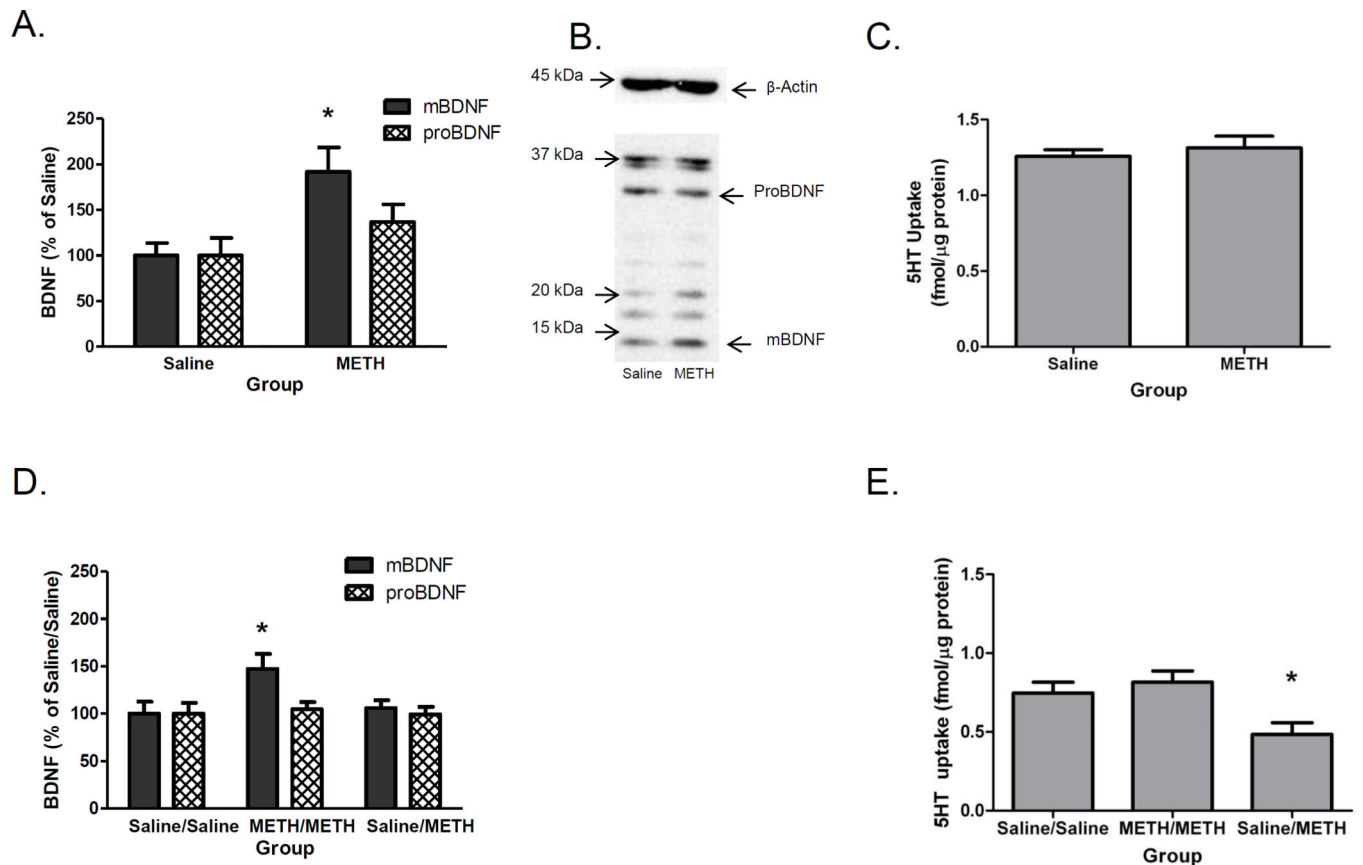 A.
BDNF (% of Saline)
250
200
150
100
50
0
*
mBDNF
proBDNF
Saline
METH
Group
B.
45 kDa
β-Actin
37 kDa
ProBDNF
20 kDa
15 kDa
mBDNF
Saline
METH
C.
5HT Uptake
(fmol/μg protein)
1.5
1.0
0.5
0.0
Saline
METH
Group
D.
BDNF (% of Saline/Saline)
250
200
150
100
50
0
*
mBDNF
proBDNF
Saline/Saline
METH/METH
Saline/METH
Group
E.
5HT uptake (fmol/μg protein)
1.5
1.0
0.5
0.0
*
Saline/Saline
METH/METH
Saline/METH
Group